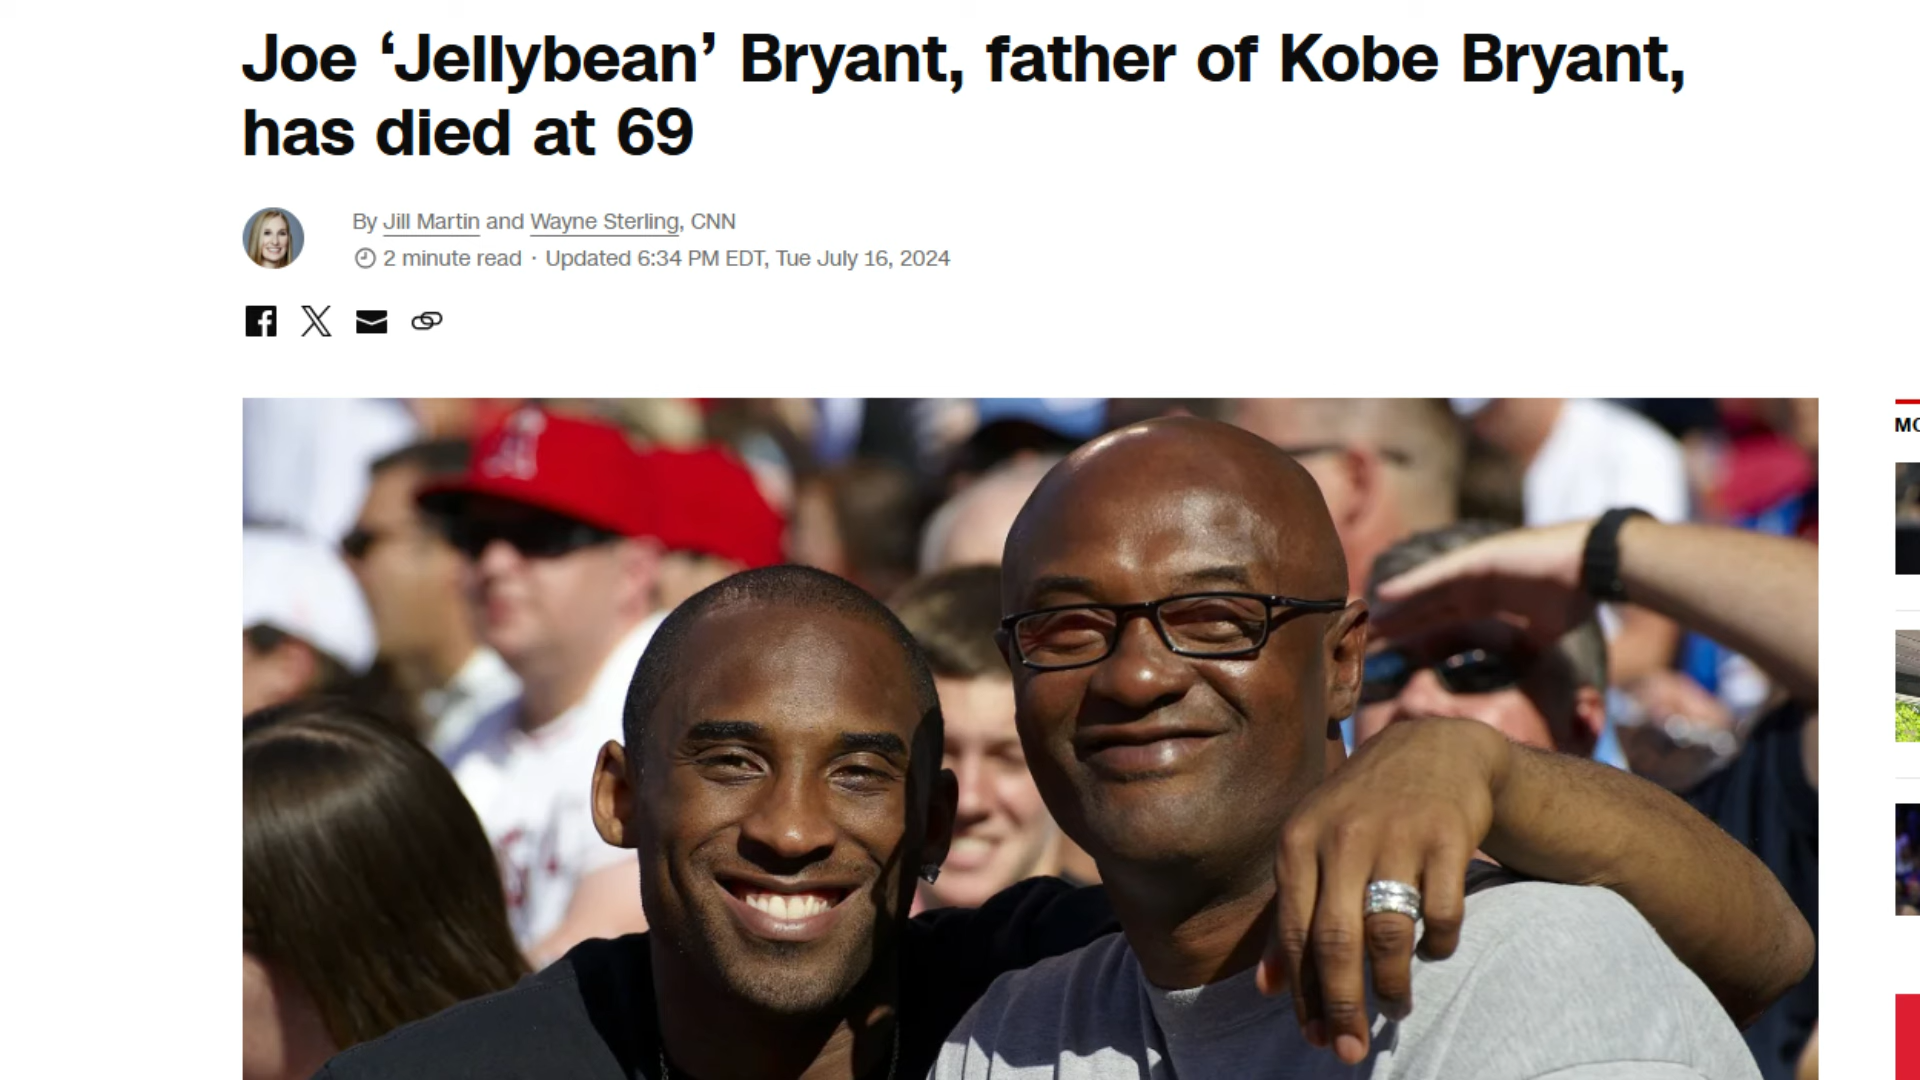 Joe ‘Jellybean’ Bryant, father of Kobe Bryant,
has died at 69
By Jill Martin and Wayne Sterling, CNN
2 minute read · Updated 6:34 PM EDT, Tue July 16, 2024
MO
A